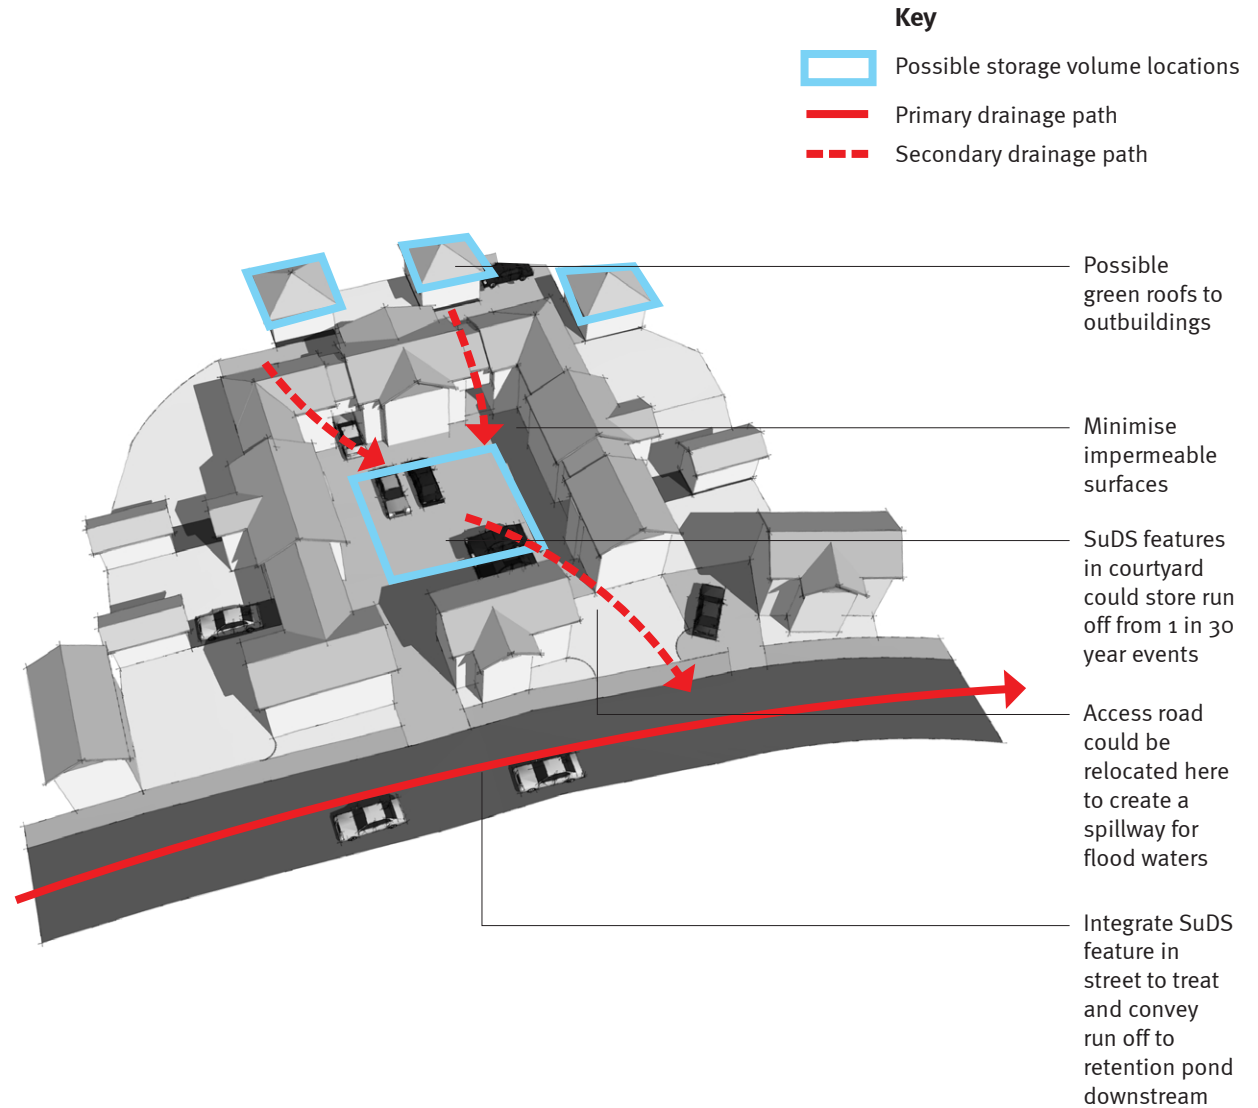 Key
Possible storage volume locations
Primary drainage path
Secondary drainage path
Possible
green roofs to
outbuildings
Minimise
impermeable
surfaces
SuDS features
in courtyard
could store run
off from 1 in 30
year events
Access road
could be
relocated here
to create a
spillway for
flood waters
Integrate SuDS
feature in
street to treat
and convey
run off to
retention pond
downstream